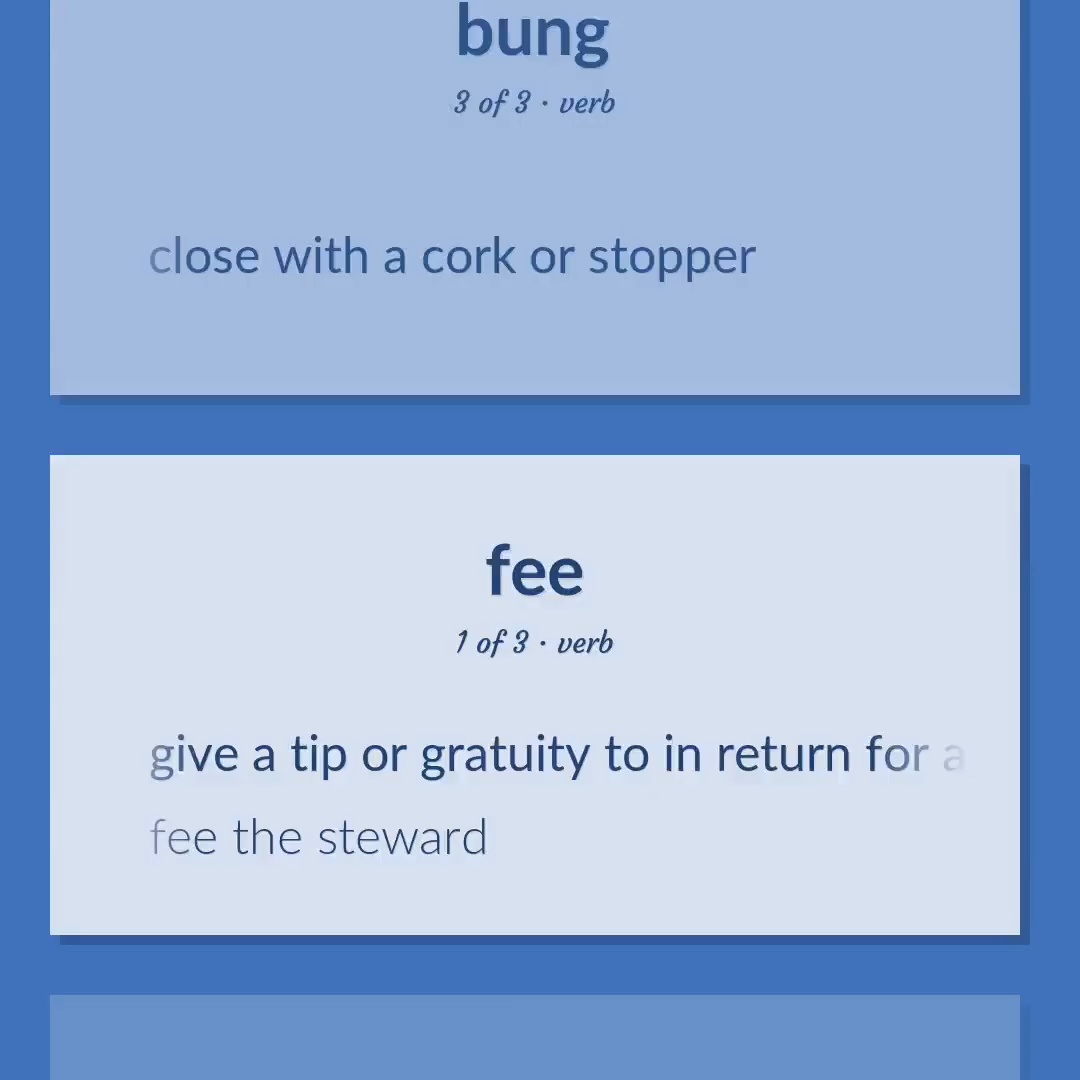 bung
3 of 3 · verb
close with a cork or stopper
fee
1 of 3 · verb
give a tip or gratuity to in return for a
fee the steward